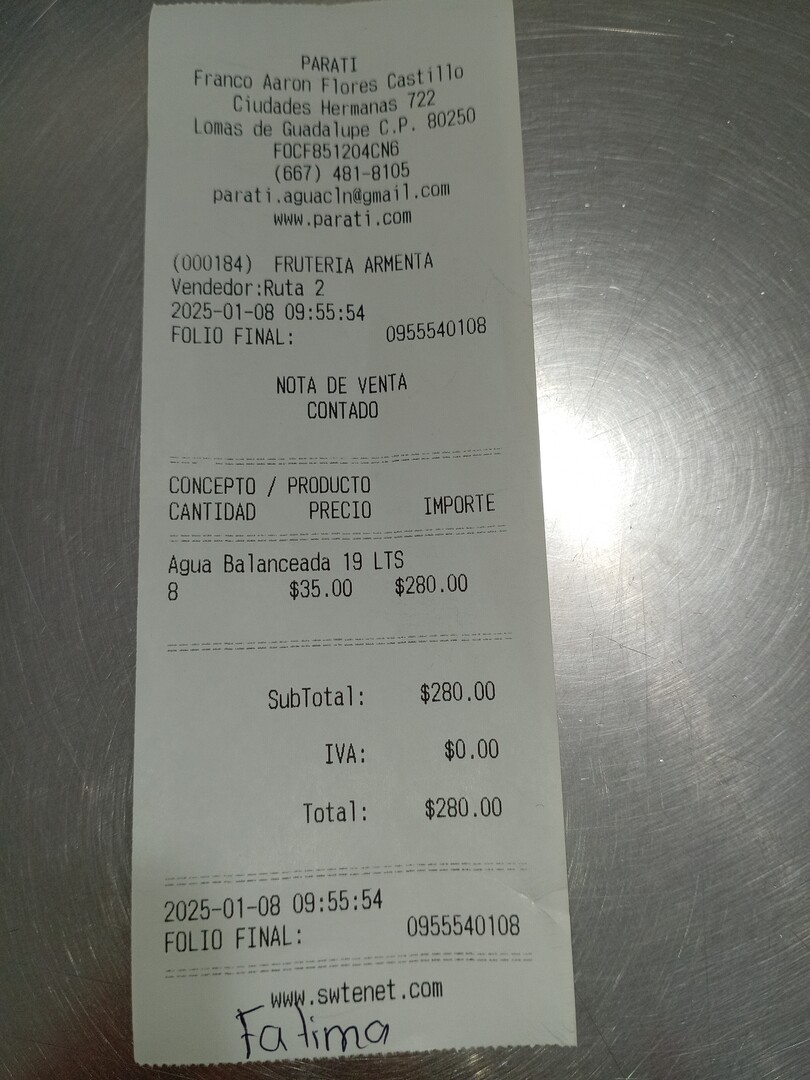 PARATI
Franco Aaron Flores Castillo
Ciudades Hermanas 722
Lomas de Guadalupe C.P. 80250
FOCF851204CN6
(667) 481-8105
parati.aguacln@gmail.com
www.parati.com
(000184) FRUTERIA ARMENTA
Vendedor:Ruta 2
2025-01-08 09:55:54
FOLIO FINAL: 0955540108
NOTA DE VENTA
CONTADO
CONCEPTO / PRODUCTO
CANTIDAD PRECIO IMPORTE
Agua Balanceada 19 LTS
8 $35.00 $280.00
SubTotal: $280.00
IVA: $0.00
Total: $280.00
2025-01-08 09:55:54
FOLIO FINAL: 0955540108
www.swtenet.com
Fatima